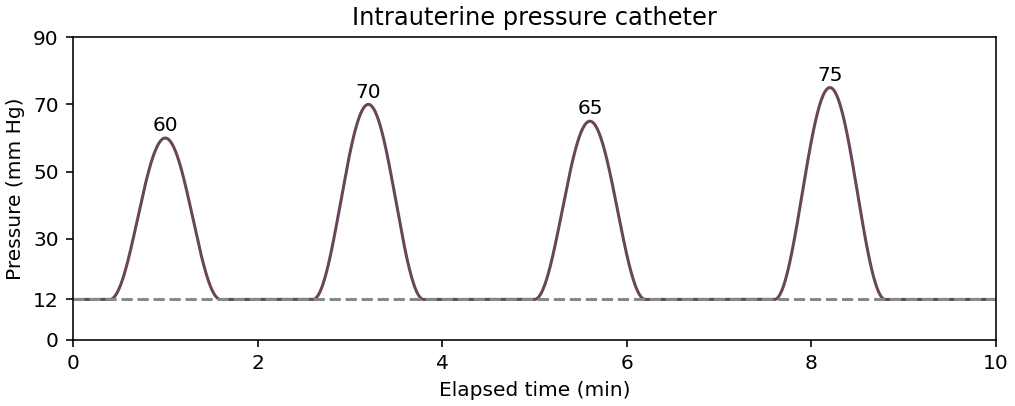 Intrauterine pressure catheter
Pressure (mm Hg)
90
70
50
30
12
0
60
70
65
75
0 2 4 6 8 10
Elapsed time (min)